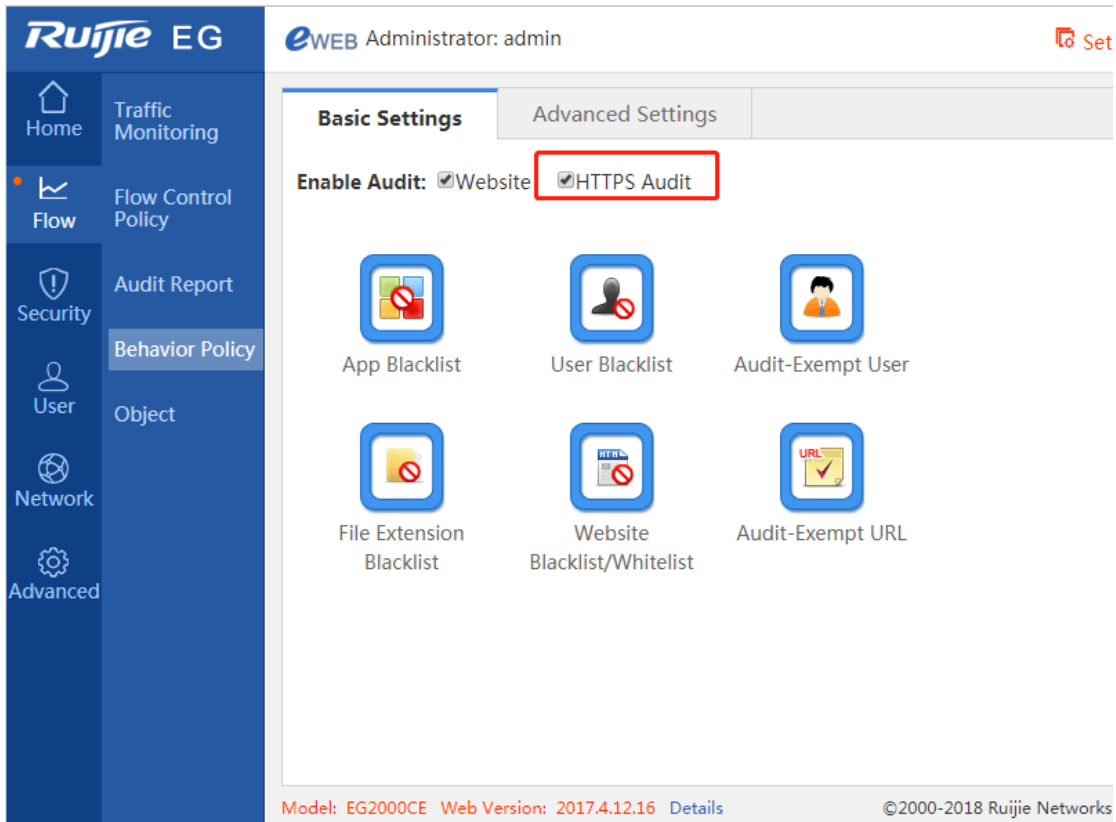 Ruijie EG
eWEB Administrator: admin
Set
Home
Flow
Security
User
Network
Advanced
Traffic
Monitoring
Flow Control
Policy
Audit Report
Behavior Policy
Object
Basic Settings
Advanced Settings
Enable Audit: Website HTTPS Audit
App Blacklist
User Blacklist
Audit-Exempt User
HTML
URL
File Extension
Blacklist
Website
Blacklist/Whitelist
Audit-Exempt URL
Model: EG2000CE Web Version: 2017.4.12.16 Details
©2000-2018 Ruijie Networks